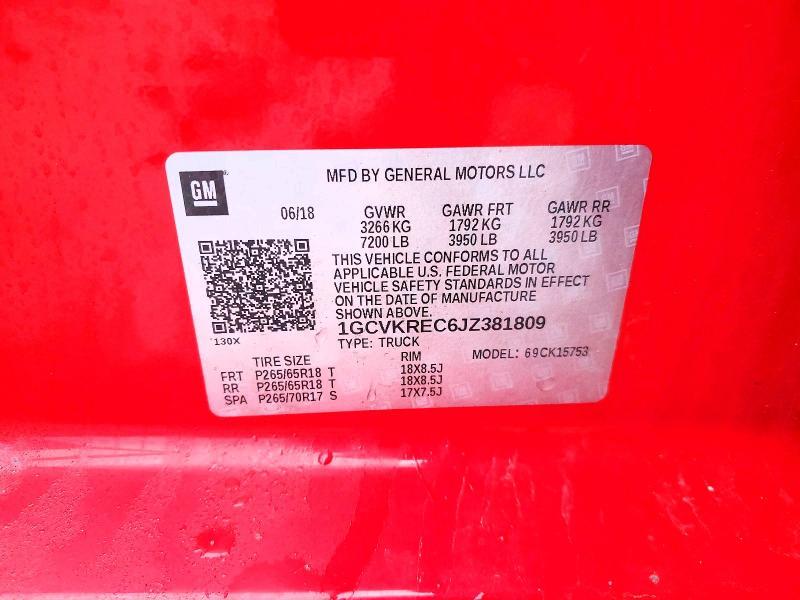 GM
MFD BY GENERAL MOTORS LLC
06/18 GVWR GAWR FRT GAWR RR
3266 KG 1792 KG 1792 KG
7200 LB 3950 LB 3950 LB
THIS VEHICLE CONFORMS TO ALL
APPLICABLE U.S. FEDERAL MOTOR
VEHICLE SAFETY STANDARDS IN EFFECT
ON THE DATE OF MANUFACTURE
SHOWN ABOVE.
1GCVKREC6JZ381809
130X
TYPE: TRUCK MODEL: 69CK15753
TIRE SIZE RIM
FRT P265/65R18 T 18X8.5J
RR P265/65R18 T 18X8.5J
SPA P265/70R17 S 17X7.5J